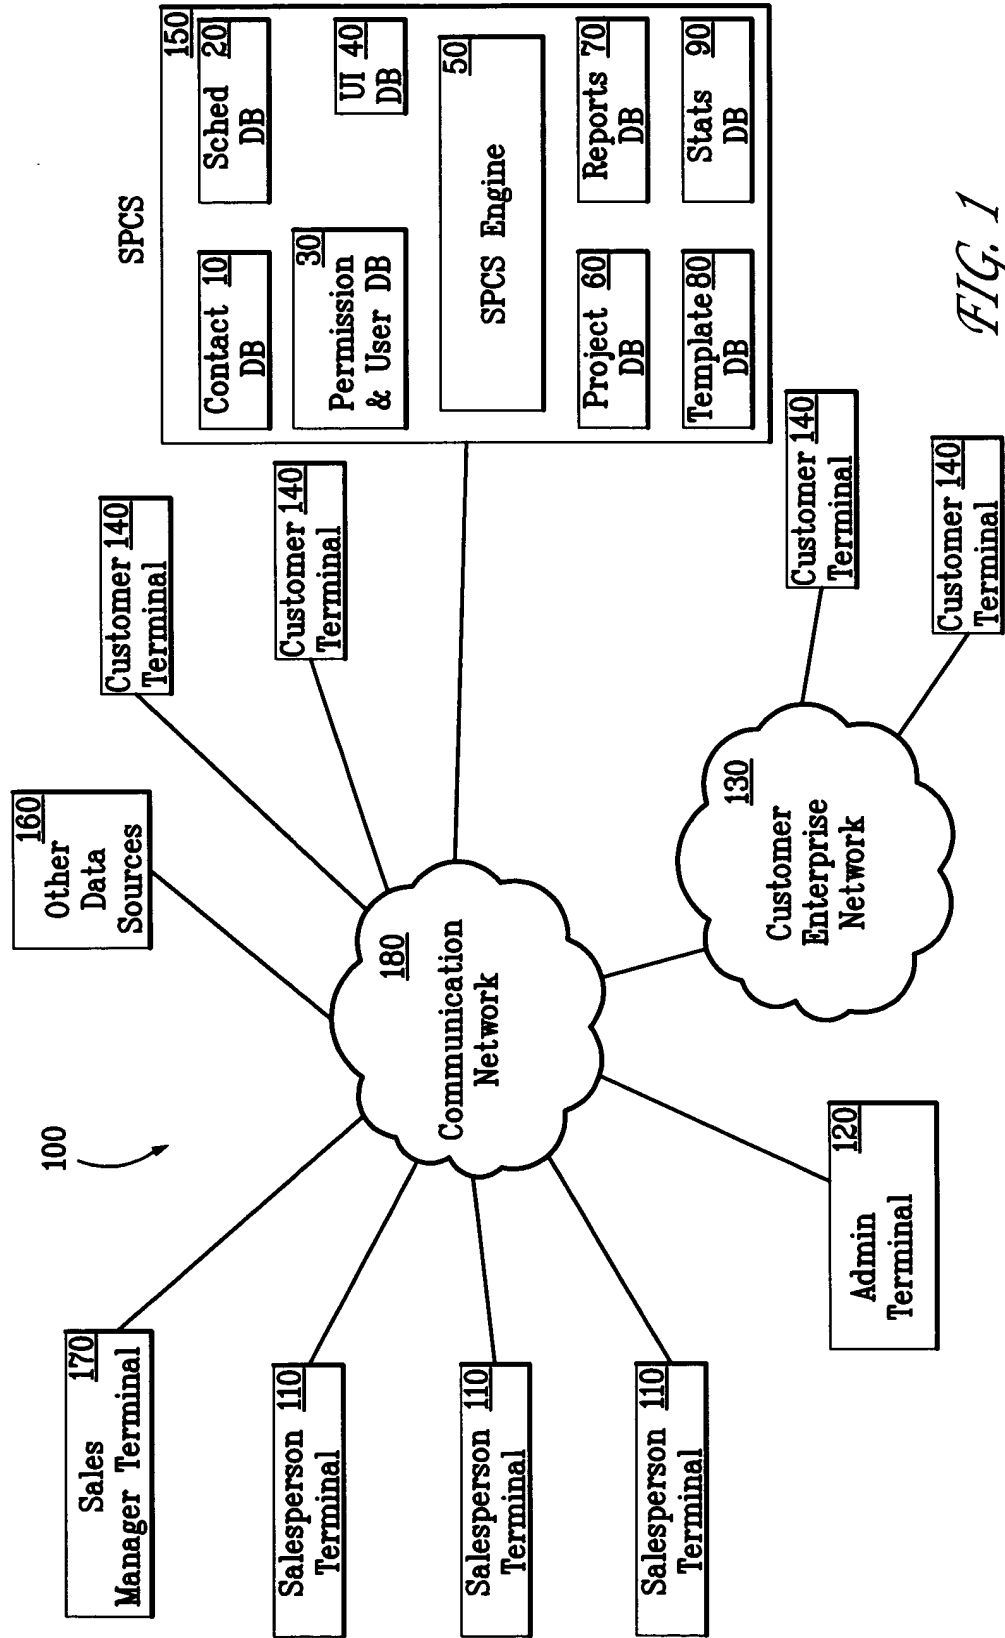 100
Sales 170
Manager Terminal
Salesperson 110
Terminal
Salesperson 110
Terminal
Salesperson 110
Terminal
120
Admin
Terminal
160
Other
Data
Sources
180
Communication
Network
130
Customer
Enterprise
Network
Customer 140
Terminal
Customer 140
Terminal
Customer 140
Terminal
Customer 140
Terminal
SPCS
150
Contact 10
DB
Sched 20
DB
30
Permission
& User DB
UI 40
DB
50
SPCS Engine
Project 60
DB
Reports 70
DB
Template 80
DB
Stats 90
DB
FIG. 1